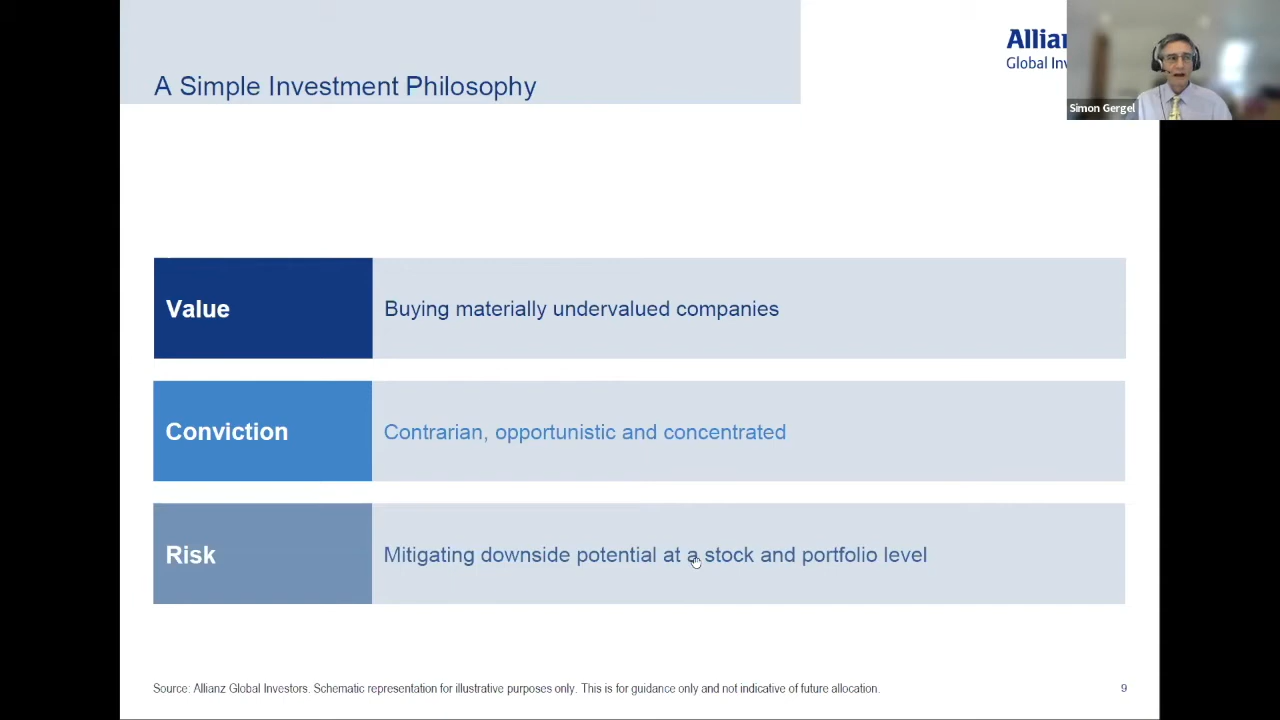 A Simple Investment Philosophy
Global
Simon Gergel
Value
Buying materially undervalued companies
Conviction
Contrarian, opportunistic and concentrated
Risk
Mitigating downside potential at a stock and portfolio level
Source: Allianz Global Investors. Schematic representation for illustrative purposes only. This is for guidance only and not indicative of future allocation.
9